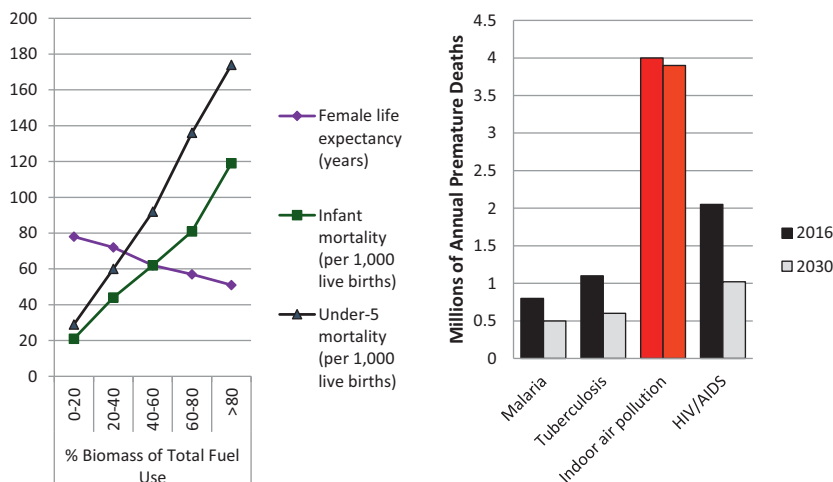 200
180
160
140
120
100
80
60
40
20
0
0-20
20-40
40-60
60-80
>80
% Biomass of Total Fuel
Use
Female life
expectancy
(years)
Infant
mortality
(per 1,000
live births)
Under-5
mortality
(per 1,000
live births)
Millions of Annual Premature Deaths
4.5
4
3.5
3
2.5
2
1.5
1
0.5
0
Malaria
Tuberculosis
Indoor air pollution
HIV/AIDS
2016
2030